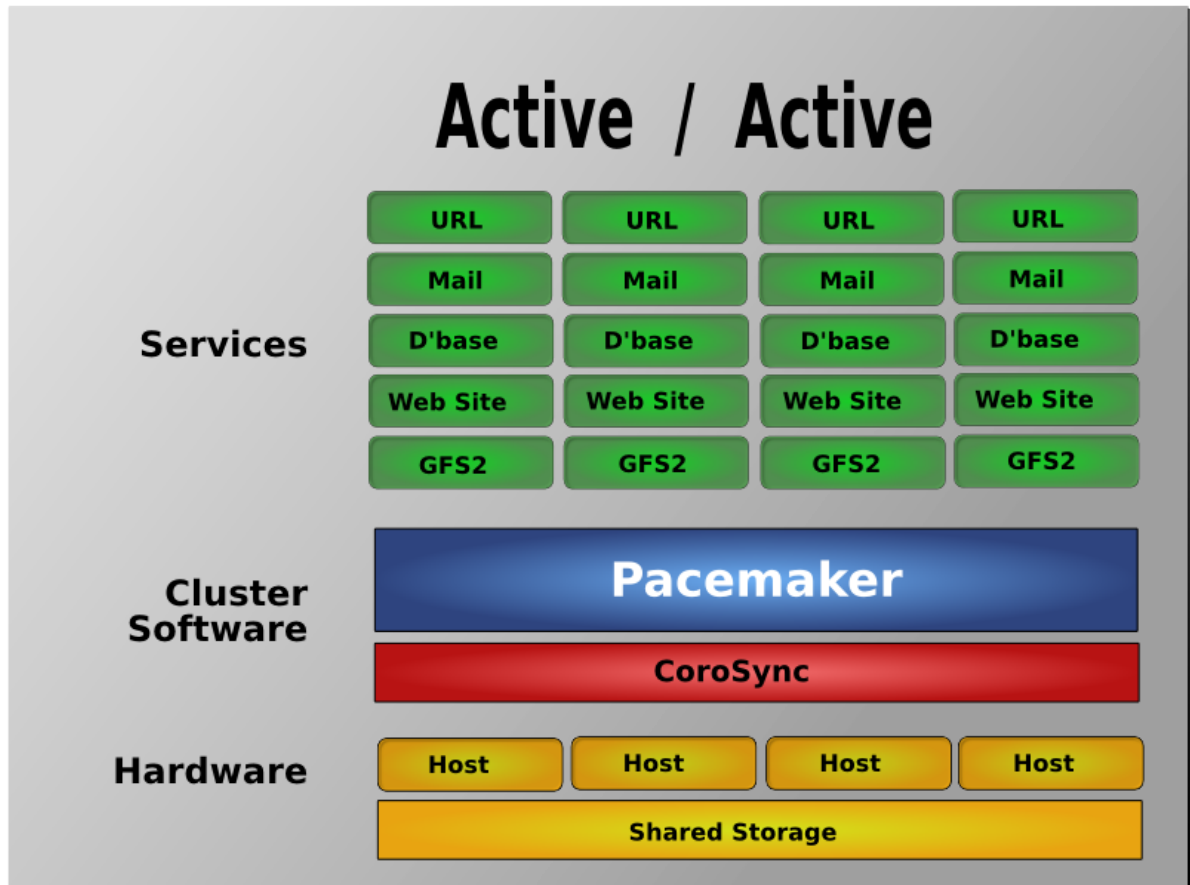 Active / Active
URL URL URL URL
Mail Mail Mail Mail
Services
D'base D'base D'base D'base
Web Site Web Site Web Site Web Site
GFS2 GFS2 GFS2 GFS2
Cluster
Software
Pacemaker
CoroSync
Hardware
Host Host Host Host
Shared Storage